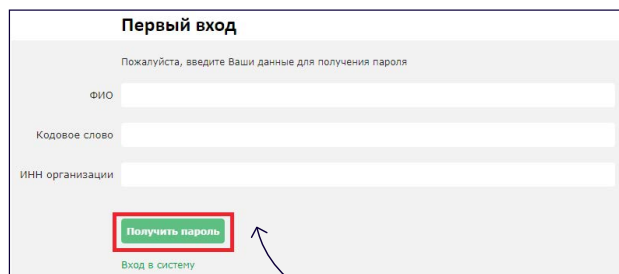 Первый вход
Пожалуйста, введите Ваши данные для получения пароля
ФИО
Кодовое слово
ИНН организации
Получить пароль
Вход в систему